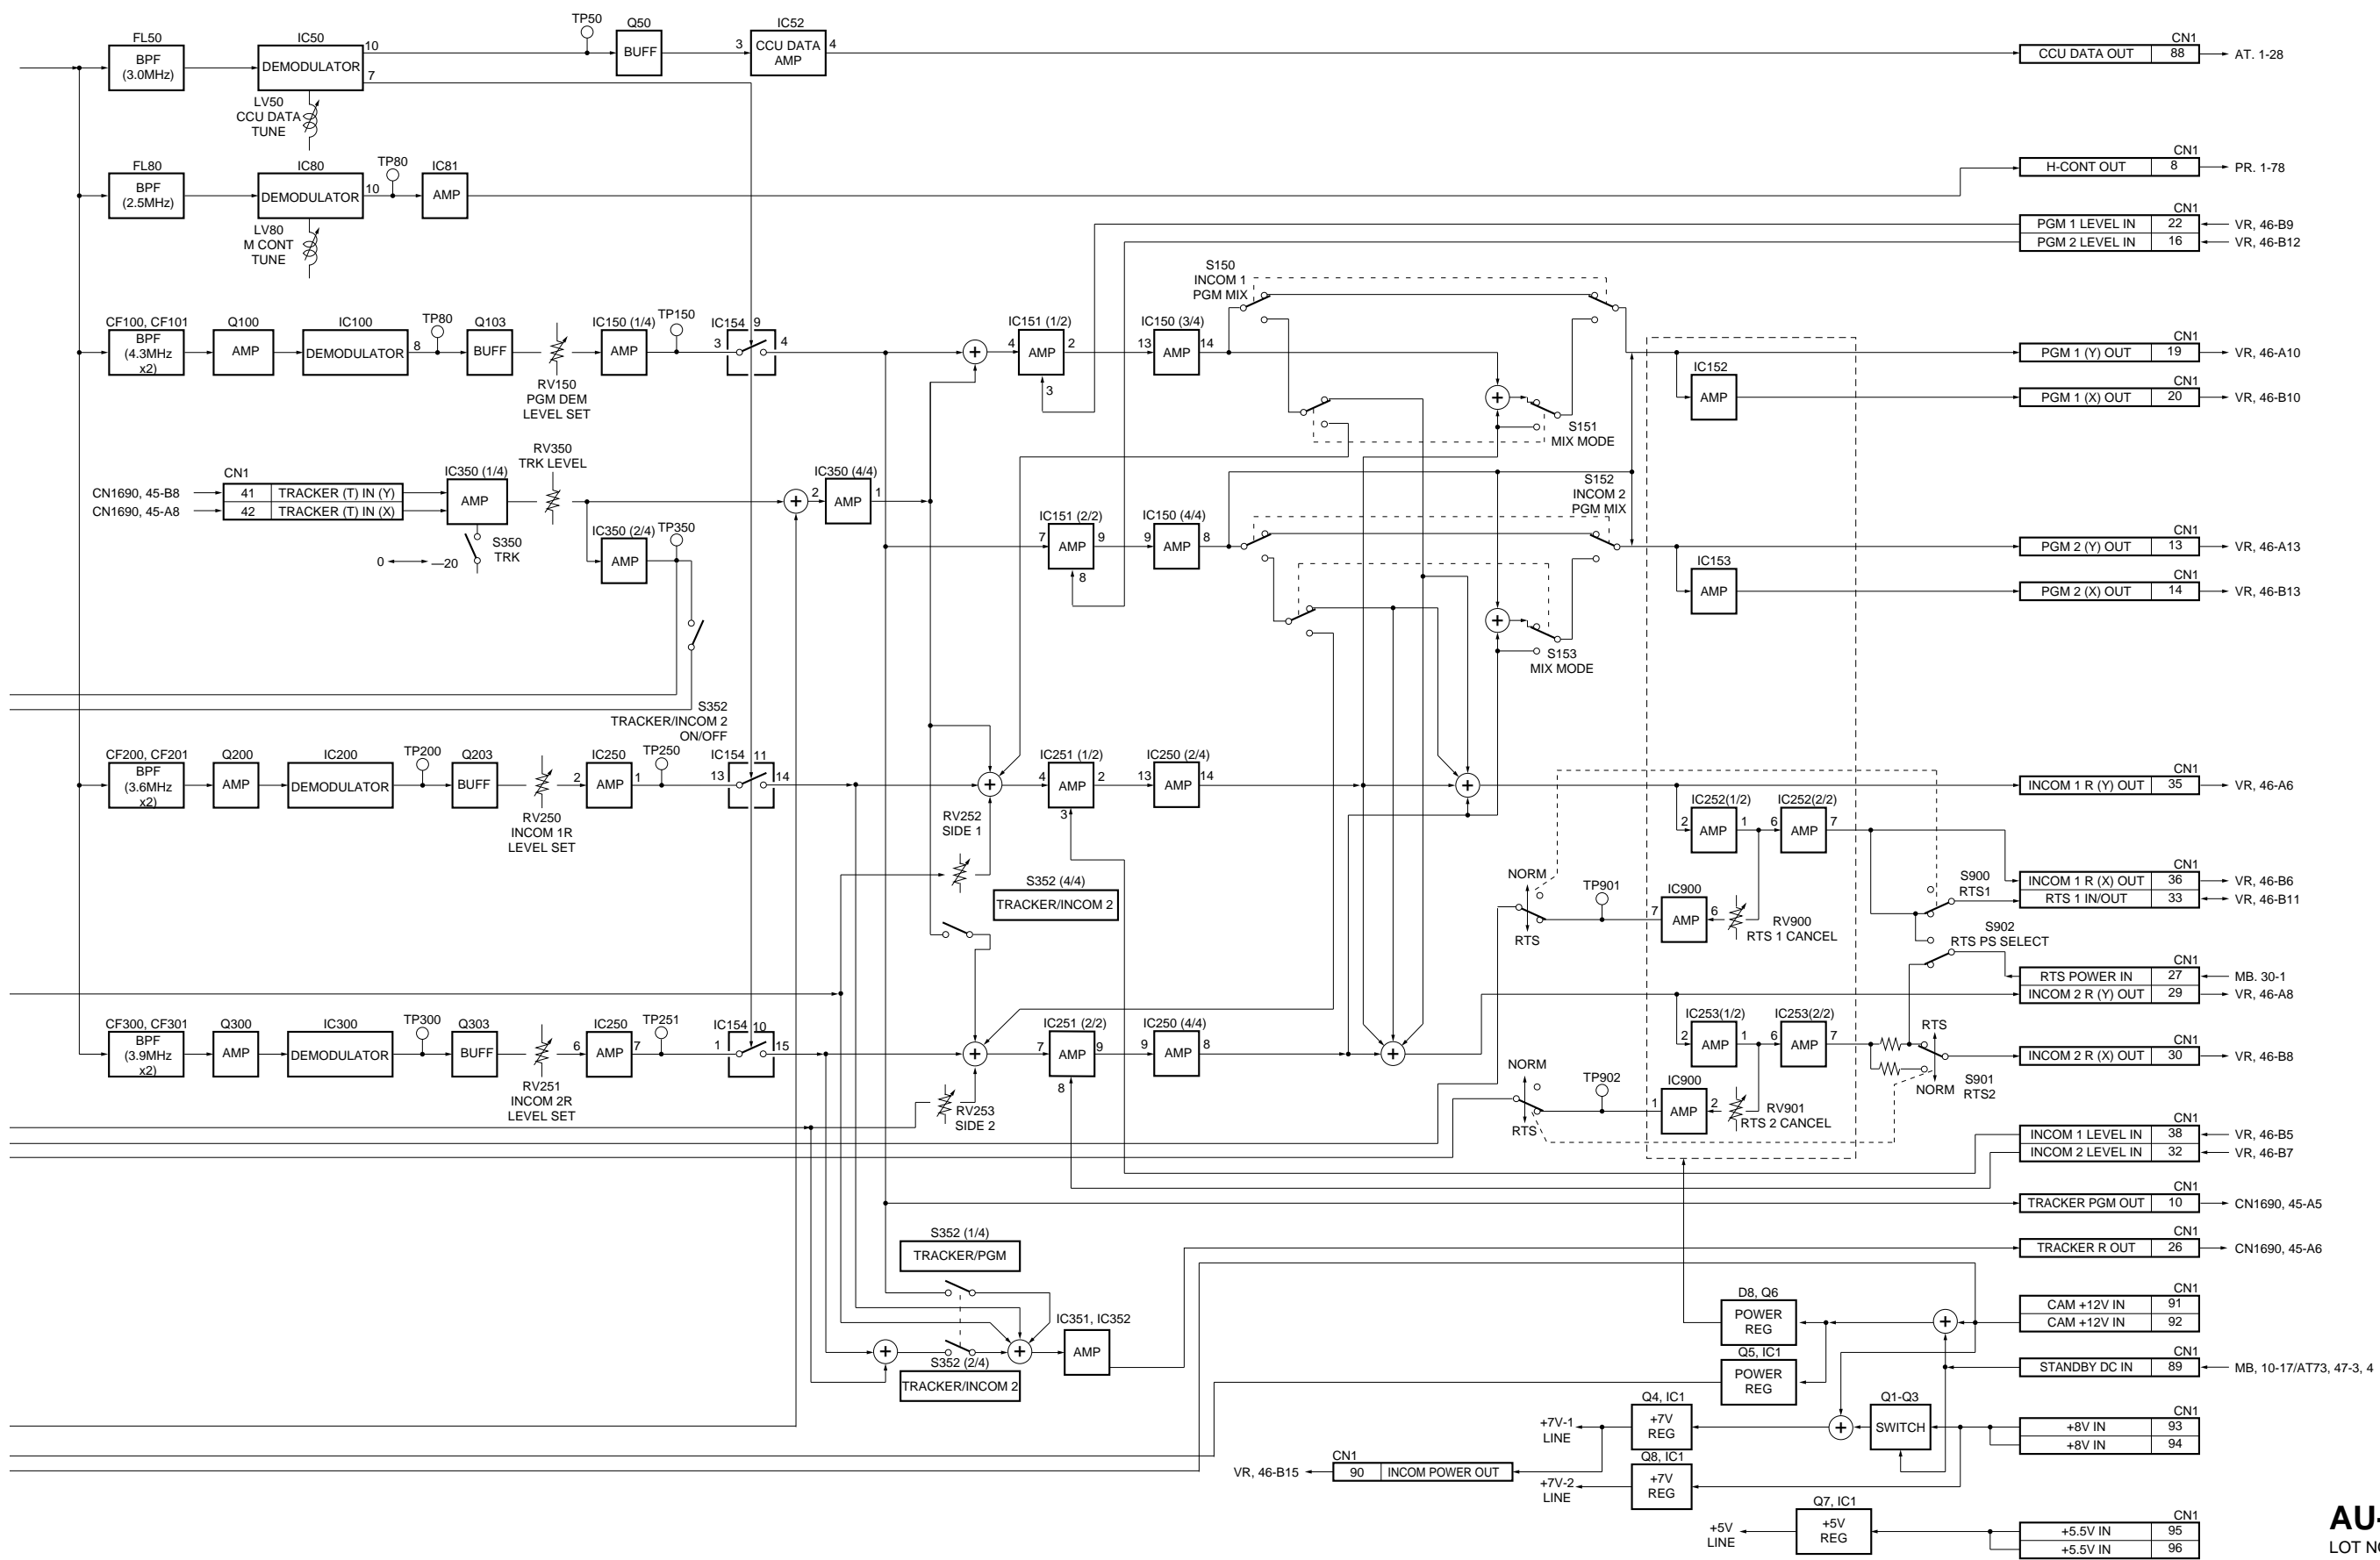 FL50
BPF
(3.0MHz)
IC50
DEMODULATOR
10
7
LV50
CCU DATA
TUNE
TP50
Q50
BUFF
IC52
3
CCU DATA
AMP
4
CN1
CCU DATA OUT 88
AT. 1-28
FL80
BPF
(2.5MHz)
IC80
DEMODULATOR
10
LV80
M CONT
TUNE
TP80
IC81
AMP
CN1
H-CONT OUT 8
PR. 1-78
CN1
PGM 1 LEVEL IN 22
VR, 46-B9
PGM 2 LEVEL IN 16
VR, 46-B12
CF100, CF101
BPF
(4.3MHz
x2)
Q100
AMP
IC100
DEMODULATOR
8
TP80
Q103
BUFF
RV150
PGM DEM
LEVEL SET
IC150 (1/4)
AMP
TP150
IC154 9
3
4
IC151 (1/2)
4
AMP
2
3
IC150 (3/4)
13
AMP
14
S150
INCOM 1
PGM MIX
S151
MIX MODE
IC152
AMP
CN1
PGM 1 (Y) OUT 19
VR, 46-A10
CN1
PGM 1 (X) OUT 20
VR, 46-B10
CN1690, 45-B8
CN1690, 45-A8
CN1
41 TRACKER (T) IN (Y)
42 TRACKER (T) IN (X)
IC350 (1/4)
AMP
RV350
TRK LEVEL
S350
TRK
0
—20
IC350 (2/4)
AMP
TP350
IC350 (4/4)
2
AMP
1
IC151 (2/2)
7
AMP
9
8
IC150 (4/4)
9
AMP
8
S152
INCOM 2
PGM MIX
S153
MIX MODE
IC153
AMP
CN1
PGM 2 (Y) OUT 13
VR, 46-A13
CN1
PGM 2 (X) OUT 14
VR, 46-B13
S352
TRACKER/INCOM 2
ON/OFF
CF200, CF201
BPF
(3.6MHz
x2)
Q200
AMP
IC200
DEMODULATOR
TP200
Q203
BUFF
RV250
INCOM 1R
LEVEL SET
IC250
2
AMP
1
TP250
IC154 11
13
14
RV252
SIDE 1
IC251 (1/2)
4
AMP
2
3
IC250 (2/4)
13
AMP
14
S352 (4/4)
TRACKER/INCOM 2
IC252(1/2)
2
AMP
1
IC252(2/2)
6
AMP
7
CN1
INCOM 1 R (Y) OUT 35
VR, 46-A6
CN1
INCOM 1 R (X) OUT 36
VR, 46-B6
RTS 1 IN/OUT 33
VR, 46-B11
NORM
RTS
TP901
IC900
7
AMP
6
RV900
RTS 1 CANCEL
S900
RTS1
S902
RTS PS SELECT
CN1
RTS POWER IN 27
MB. 30-1
INCOM 2 R (Y) OUT 29
VR, 46-A8
CF300, CF301
BPF
(3.9MHz
x2)
Q300
AMP
IC300
DEMODULATOR
TP300
Q303
BUFF
RV251
INCOM 2R
LEVEL SET
IC250
6
AMP
7
TP251
IC154 10
1
15
RV253
SIDE 2
IC251 (2/2)
7
AMP
9
8
IC250 (4/4)
9
AMP
8
IC253(1/2)
2
AMP
1
IC253(2/2)
6
AMP
7
RTS
NORM
S901
RTS2
CN1
INCOM 2 R (X) OUT 30
VR, 46-B8
NORM
RTS
TP902
IC900
1
AMP
2
RV901
RTS 2 CANCEL
CN1
INCOM 1 LEVEL IN 38
VR, 46-B5
INCOM 2 LEVEL IN 32
VR, 46-B7
CN1
TRACKER PGM OUT 10
CN1690, 45-A5
S352 (1/4)
TRACKER/PGM
CN1
TRACKER R OUT 26
CN1690, 45-A6
S352 (2/4)
TRACKER/INCOM 2
IC351, IC352
AMP
D8, Q6
POWER
REG
Q5, IC1
POWER
REG
CN1
CAM +12V IN 91
CAM +12V IN 92
CN1
STANDBY DC IN 89
MB, 10-17/AT73, 47-3, 4
+7V-1
LINE
Q4, IC1
+7V
REG
Q1-Q3
SWITCH
CN1
+8V IN 93
+8V IN 94
VR, 46-B15
CN1
90 INCOM POWER OUT
+7V-2
LINE
Q8, IC1
+7V
REG
+5V
LINE
Q7, IC1
+5V
REG
CN1
+5.5V IN 95
+5.5V IN 96
AU-
LOT